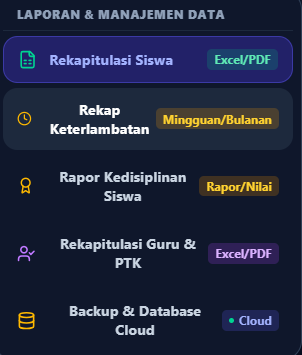 LAPORAN & MANAJEMEN DATA
Rekapitulasi Siswa Excel/PDF
Rekap
Keterlambatan Mingguan/Bulanan
Rapor Kedisiplinan
Siswa Rapor/Nilai
Rekapitulasi Guru &
PTK Excel/PDF
Backup & Database
Cloud Cloud